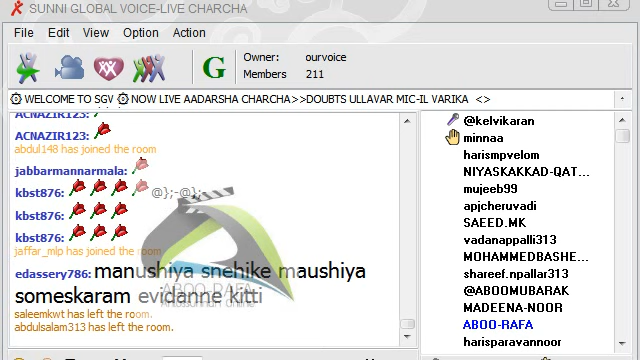 SUNNI GLOBAL VOICE-LIVE CHARCHA
File Edit View Option Action
G
Owner: ourvoice
Members 211
WELCOME TO SGV NOW LIVE AADARSHA CHARCHA>>DOUBTS ULLAVAR MIC-IL VARIKA <>
ACNAZIR123:
ACNAZIR123:
abdul148 has joined the room
jabbarmannarmala:
kbst876: @};-@};
kbst876:
kbst876:
jaffar_mlp has joined the room
edassery786: manushiya snehike maushiya
someskaram evidanne kitti
saleemkwt has left the room.
abdulsalam313 has left the room.
ABOO-RAFA
@kelvikaran
minnaa
harismpvelom
NIYASKAKKAD-QAT...
mujeeb99
apjcheruvadi
SAEED.MK
vadanappalli313
MOHAMMEDBASHE...
shareef.npallar313
@ABOOMUBARAK
MADEENA-NOOR
ABOO-RAFA
harisparavannoor